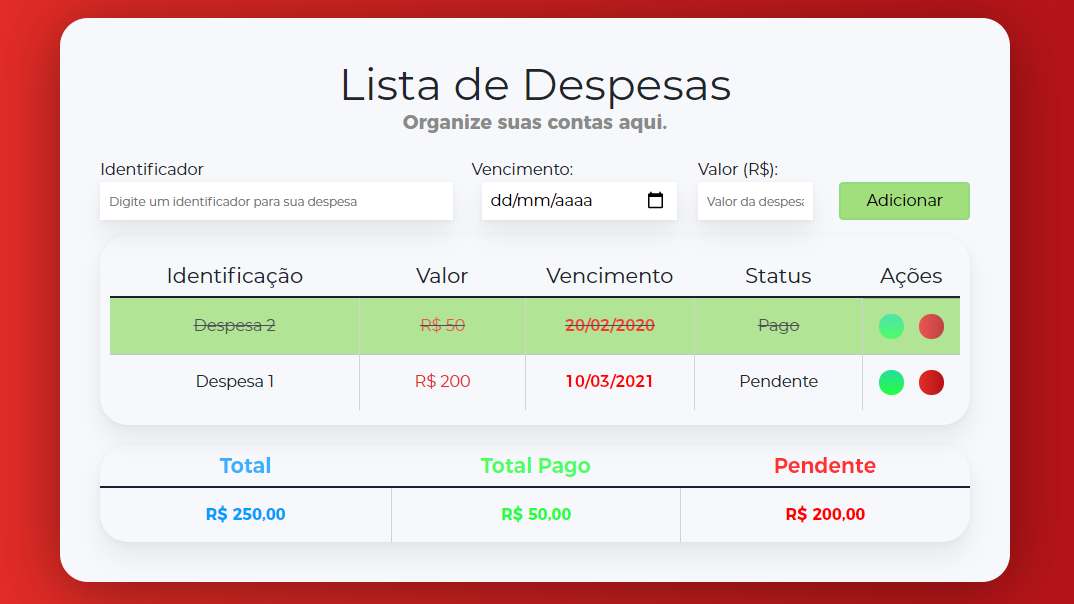 Lista de Despesas
Organize suas contas aqui.
Identificador Vencimento: Valor (R$):
Digite um identificador para sua despesa dd/mm/aaaa Valor da despesa Adicionar
Identificação Valor Vencimento Status Ações
Despesa 2 R$ 50 20/02/2020 Pago
Despesa 1 R$ 200 10/03/2021 Pendente
Total Total Pago Pendente
R$ 250,00 R$ 50,00 R$ 200,00